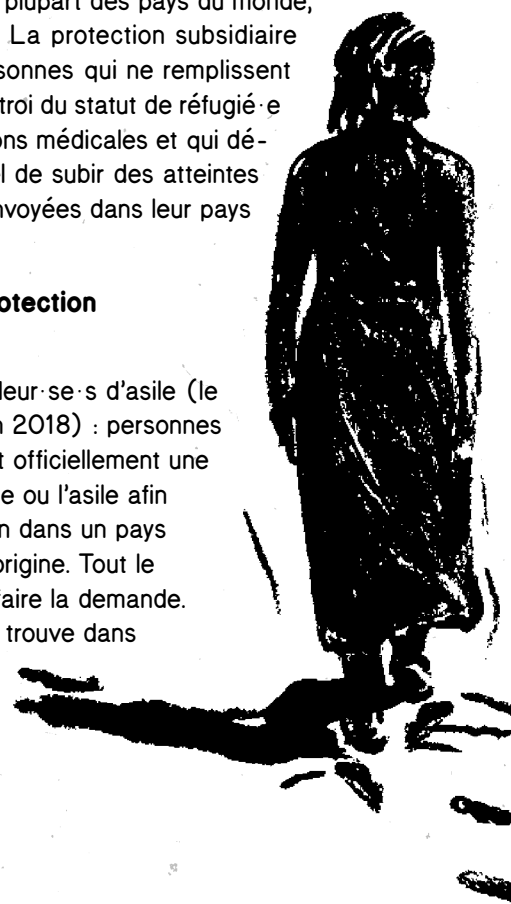 plupart des pays du monde,
La protection subsidiaire
sonnes qui ne remplissent
troi du statut de réfugié·e
ons médicales et qui dé-
l de subir des atteintes
nvoyées dans leur pays
otection
leur·se·s d'asile (le
n 2018) : personnes
t officiellement une
e ou l'asile afin
n dans un pays
origine. Tout le
faire la demande.
trouve dans